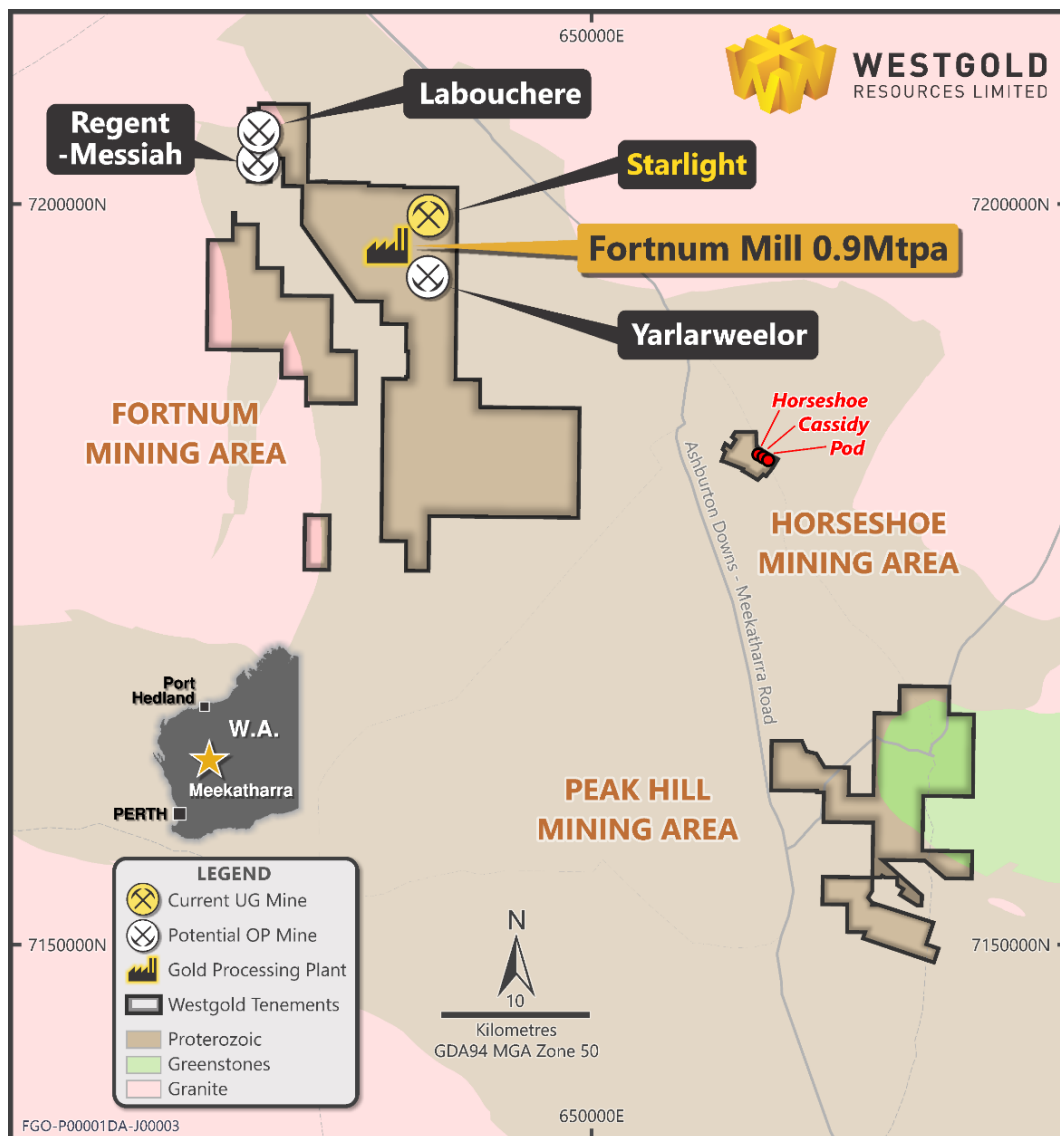 650000E
WESTGOLD
RESOURCES LIMITED
Labouchere
Regent
-Messiah
Starlight
7200000N
7200000N
Fortnum Mill 0.9Mtpa
Yarlarweelor
Horseshoe
Cassidy
Pod
FORTNUM
MINING AREA
Ashburton Downs - Meekatharra Road
HORSESHOE
MINING AREA
Port
Hedland
W.A.
Meekatharra
PERTH
PEAK HILL
MINING AREA
LEGEND
Current UG Mine
Potential OP Mine
Gold Processing Plant
Westgold Tenements
Proterozoic
Greenstones
Granite
N
10
Kilometres
GDA94 MGA Zone 50
7150000N
7150000N
650000E
FGO-P00001DA-J00003